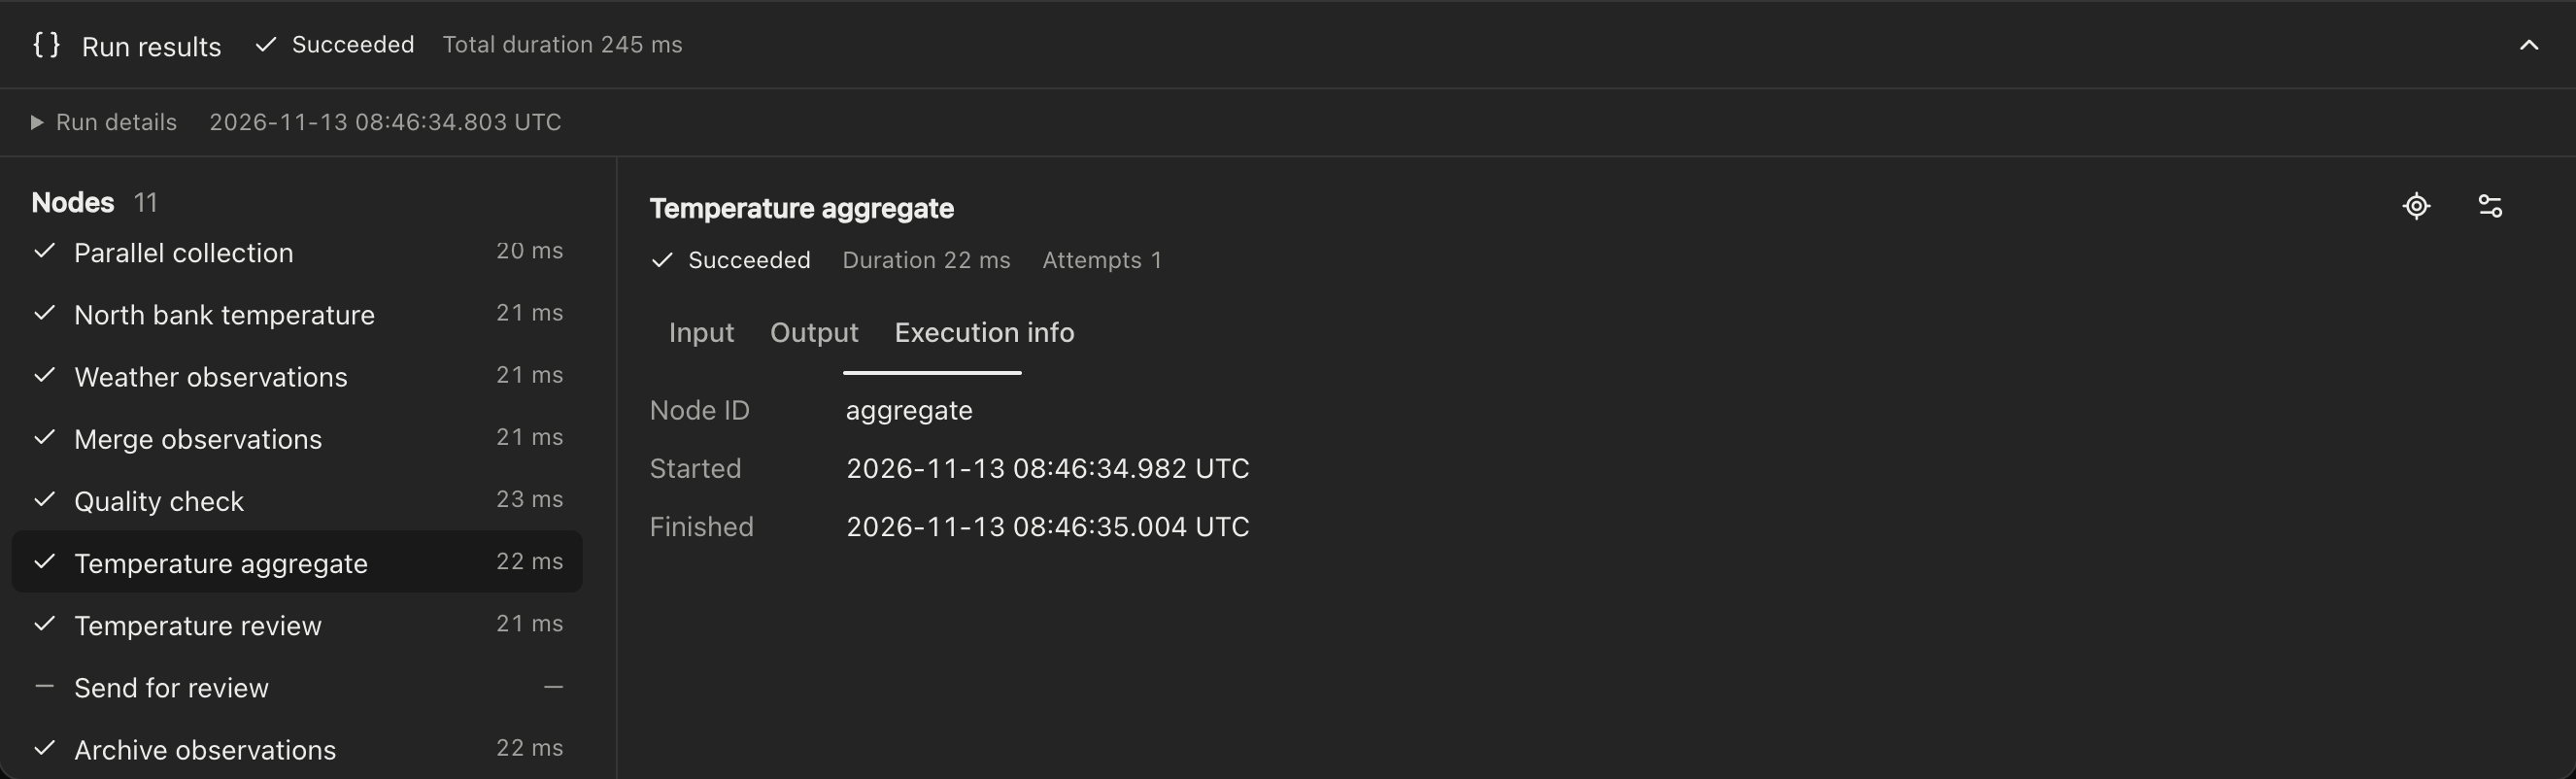 { } Run results Succeeded Total duration 245 ms
Run details 2026-11-13 08:46:34.803 UTC
Nodes 11
Parallel collection 20 ms
North bank temperature 21 ms
Weather observations 21 ms
Merge observations 21 ms
Quality check 23 ms
Temperature aggregate 22 ms
Temperature review 21 ms
Send for review —
Archive observations 22 ms
Temperature aggregate
Succeeded Duration 22 ms Attempts 1
Input Output Execution info
Node ID aggregate
Started 2026-11-13 08:46:34.982 UTC
Finished 2026-11-13 08:46:35.004 UTC